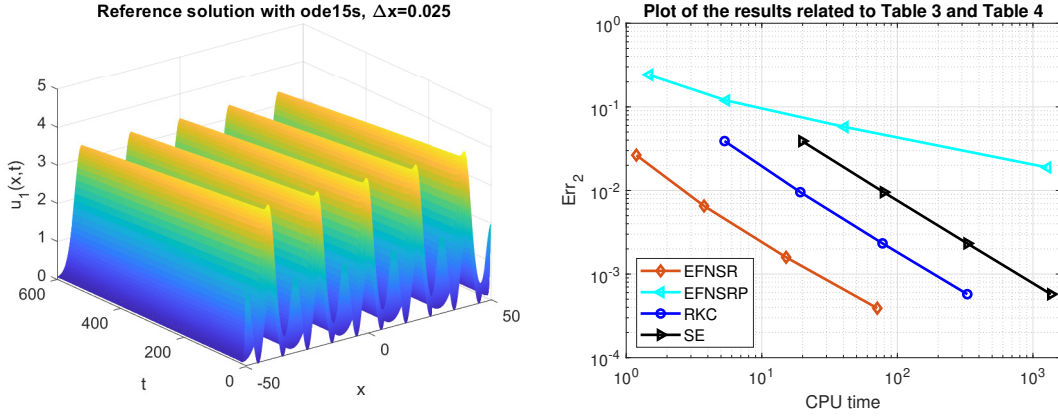 Reference solution with ode15s, Δx=0.025
5
4
3
2
1
0
u1(x,t)
600
400
200
0
t
-50
0
50
x
Plot of the results related to Table 3 and Table 4
10^0
10^-1
10^-2
10^-3
10^-4
Err2
EFNSR
EFNSRP
RKC
SE
10^0
10^1
10^2
10^3
CPU time